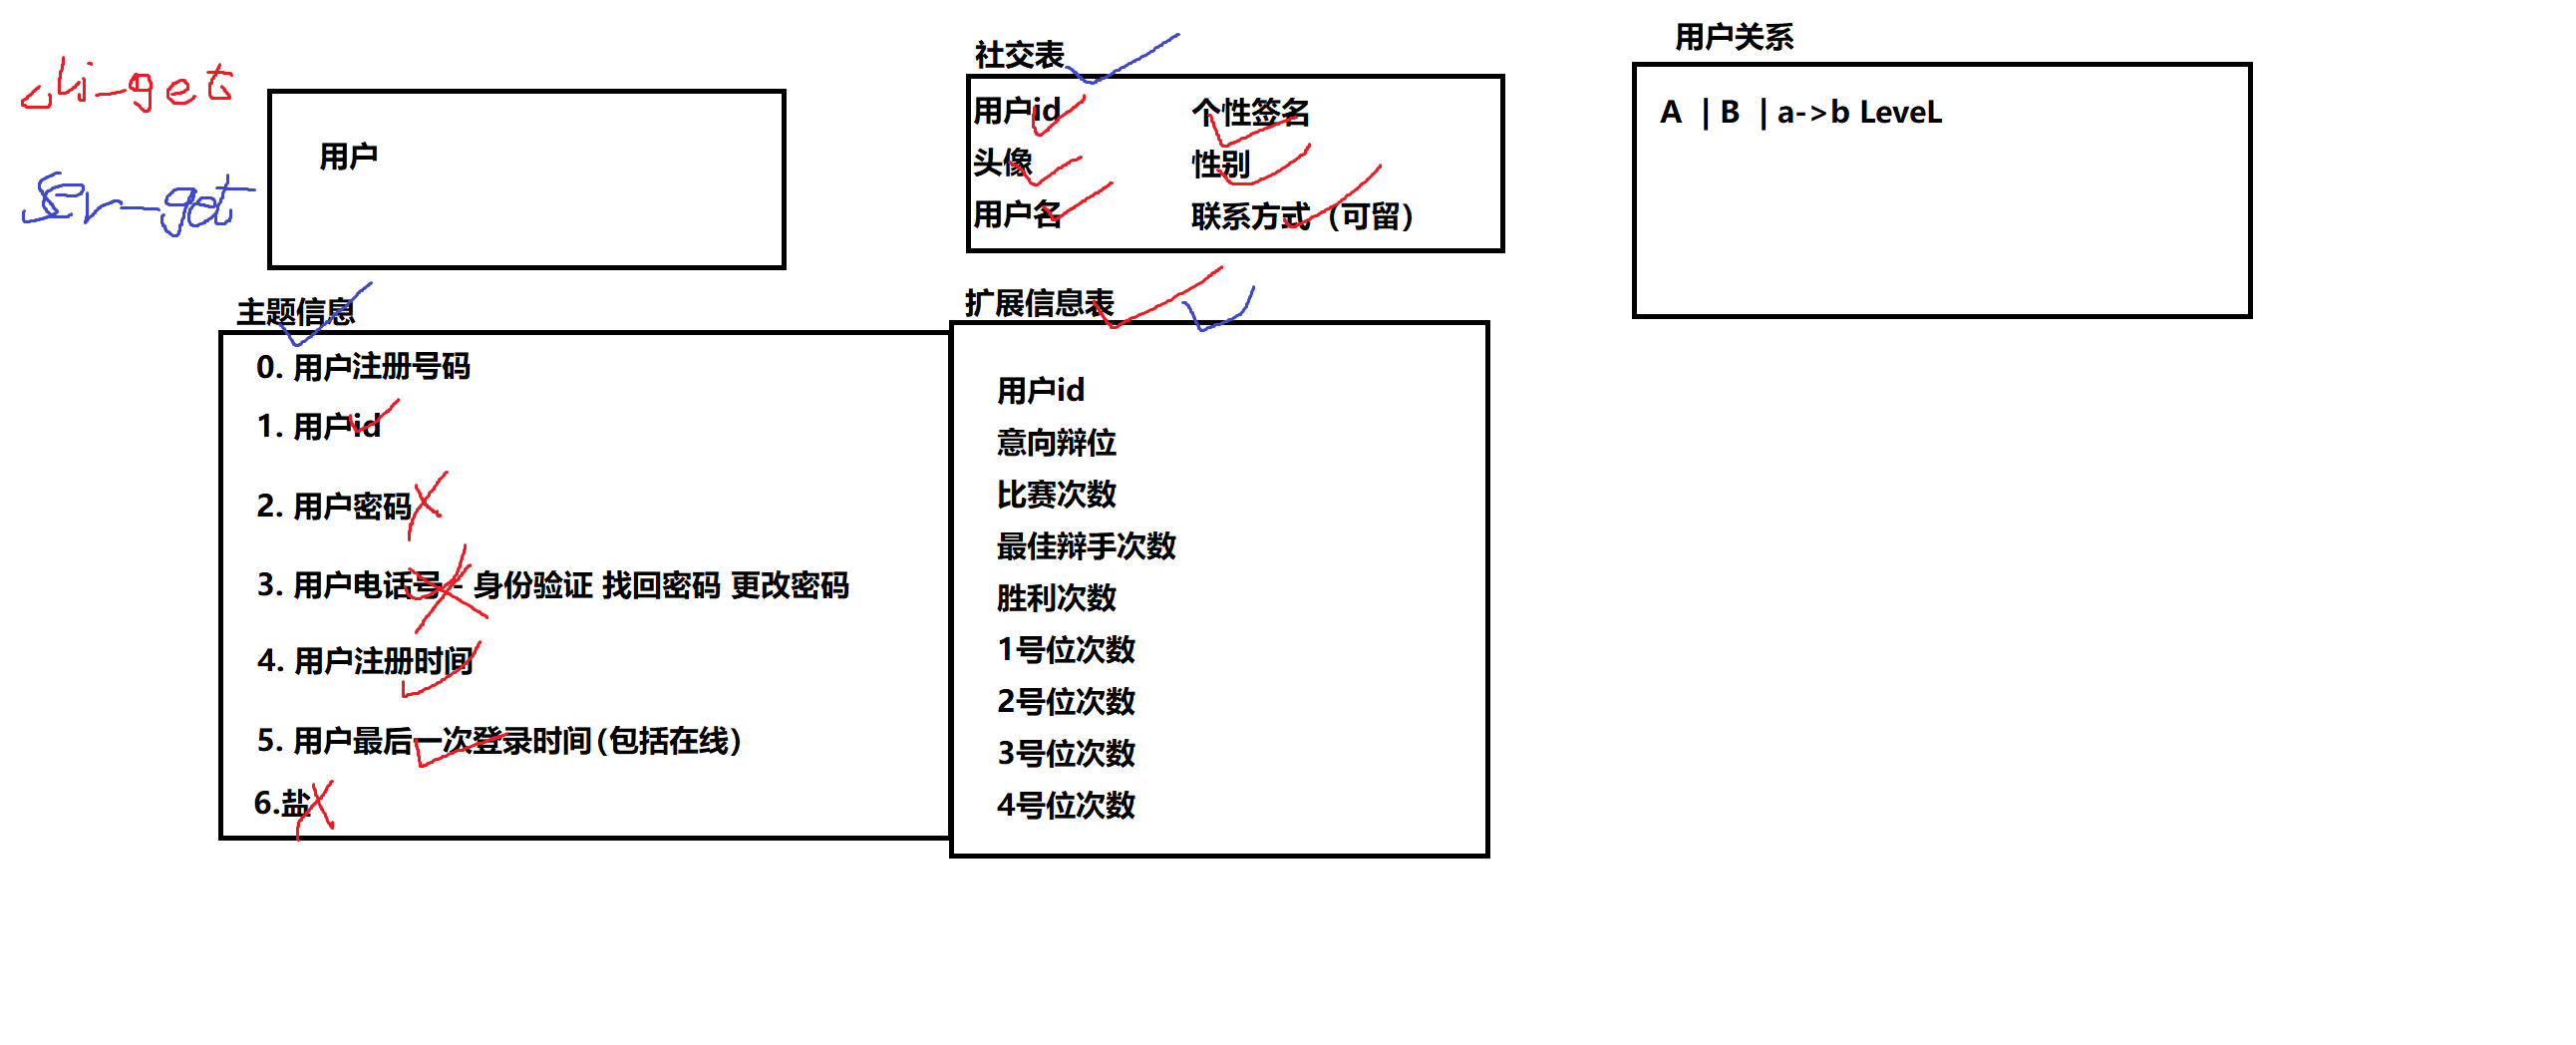 cli-get
Ser-get
用户
主题信息
0. 用户注册号码
1. 用户id
2. 用户密码
3. 用户电话号 - 身份验证 找回密码 更改密码
4. 用户注册时间
5. 用户最后一次登录时间(包括在线)
6.盐
社交表
用户id 个性签名
头像 性别
用户名 联系方式（可留）
扩展信息表
用户id
意向辩位
比赛次数
最佳辩手次数
胜利次数
1号位次数
2号位次数
3号位次数
4号位次数
用户关系
A | B | a->b LeveL